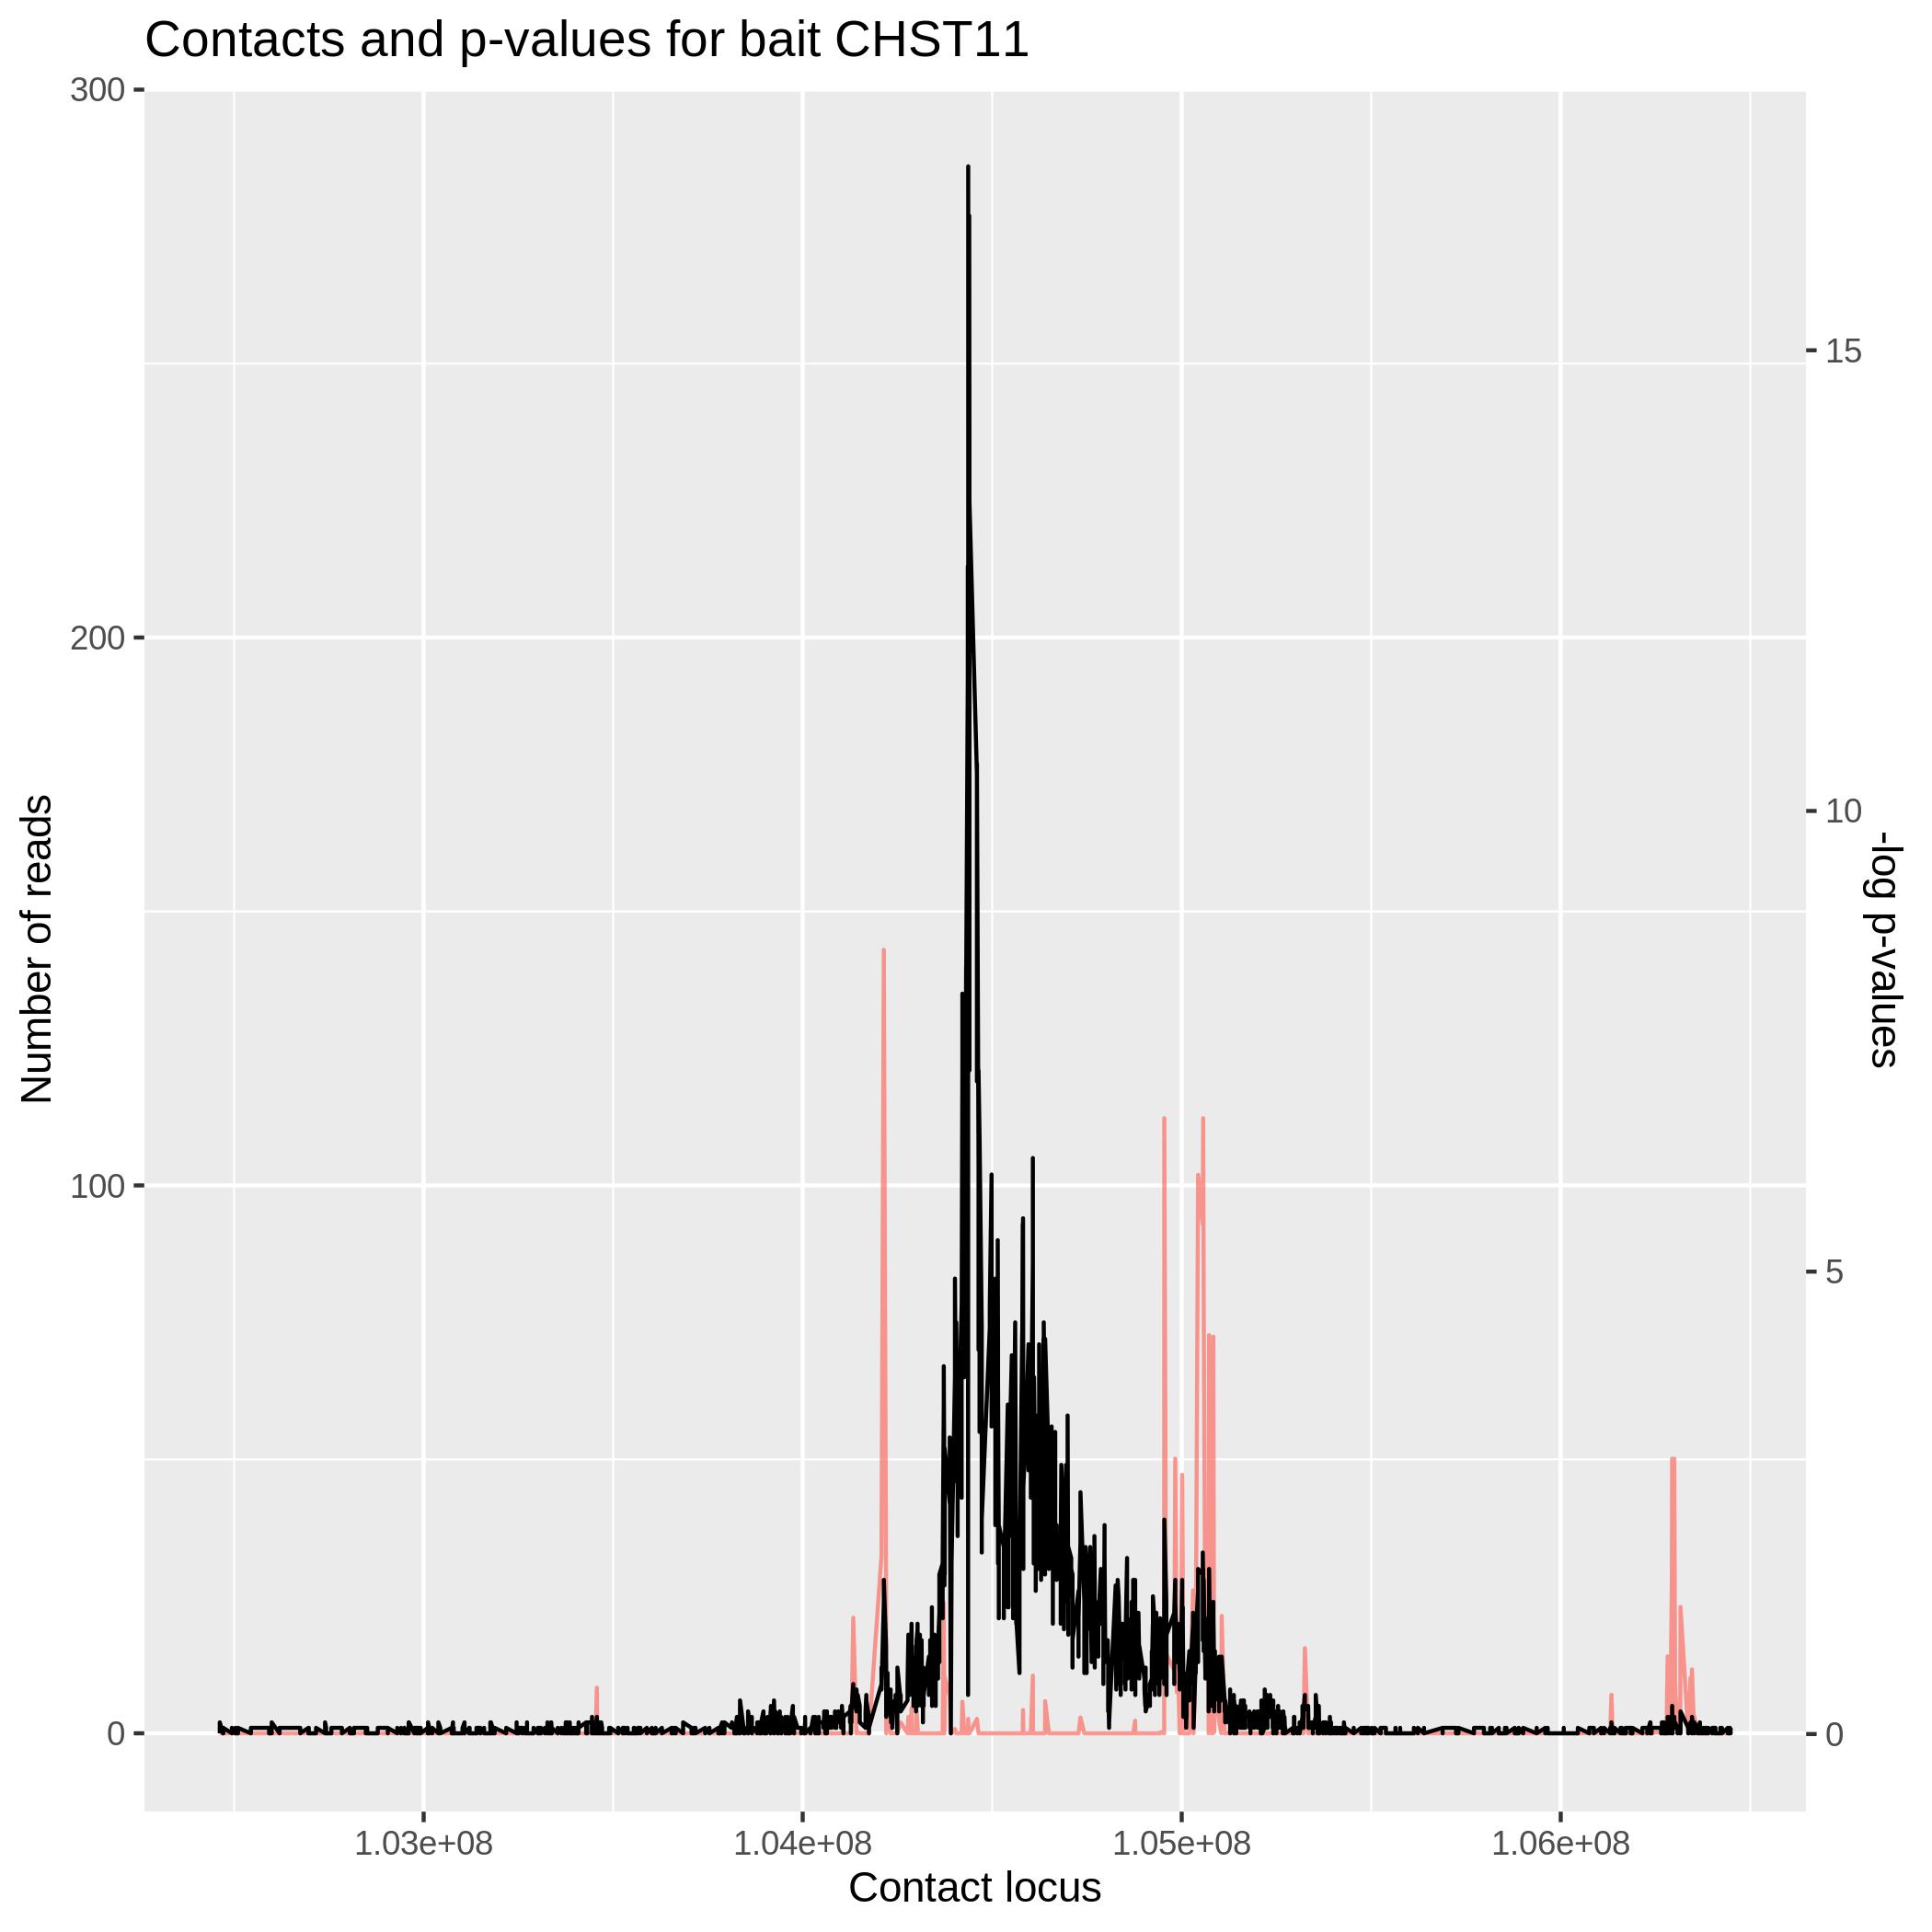 Contacts and p-values for bait CHST11
300
200
100
0
Number of reads
15
10
5
0
-log p-values
1.03e+08
1.04e+08
1.05e+08
1.06e+08
Contact locus